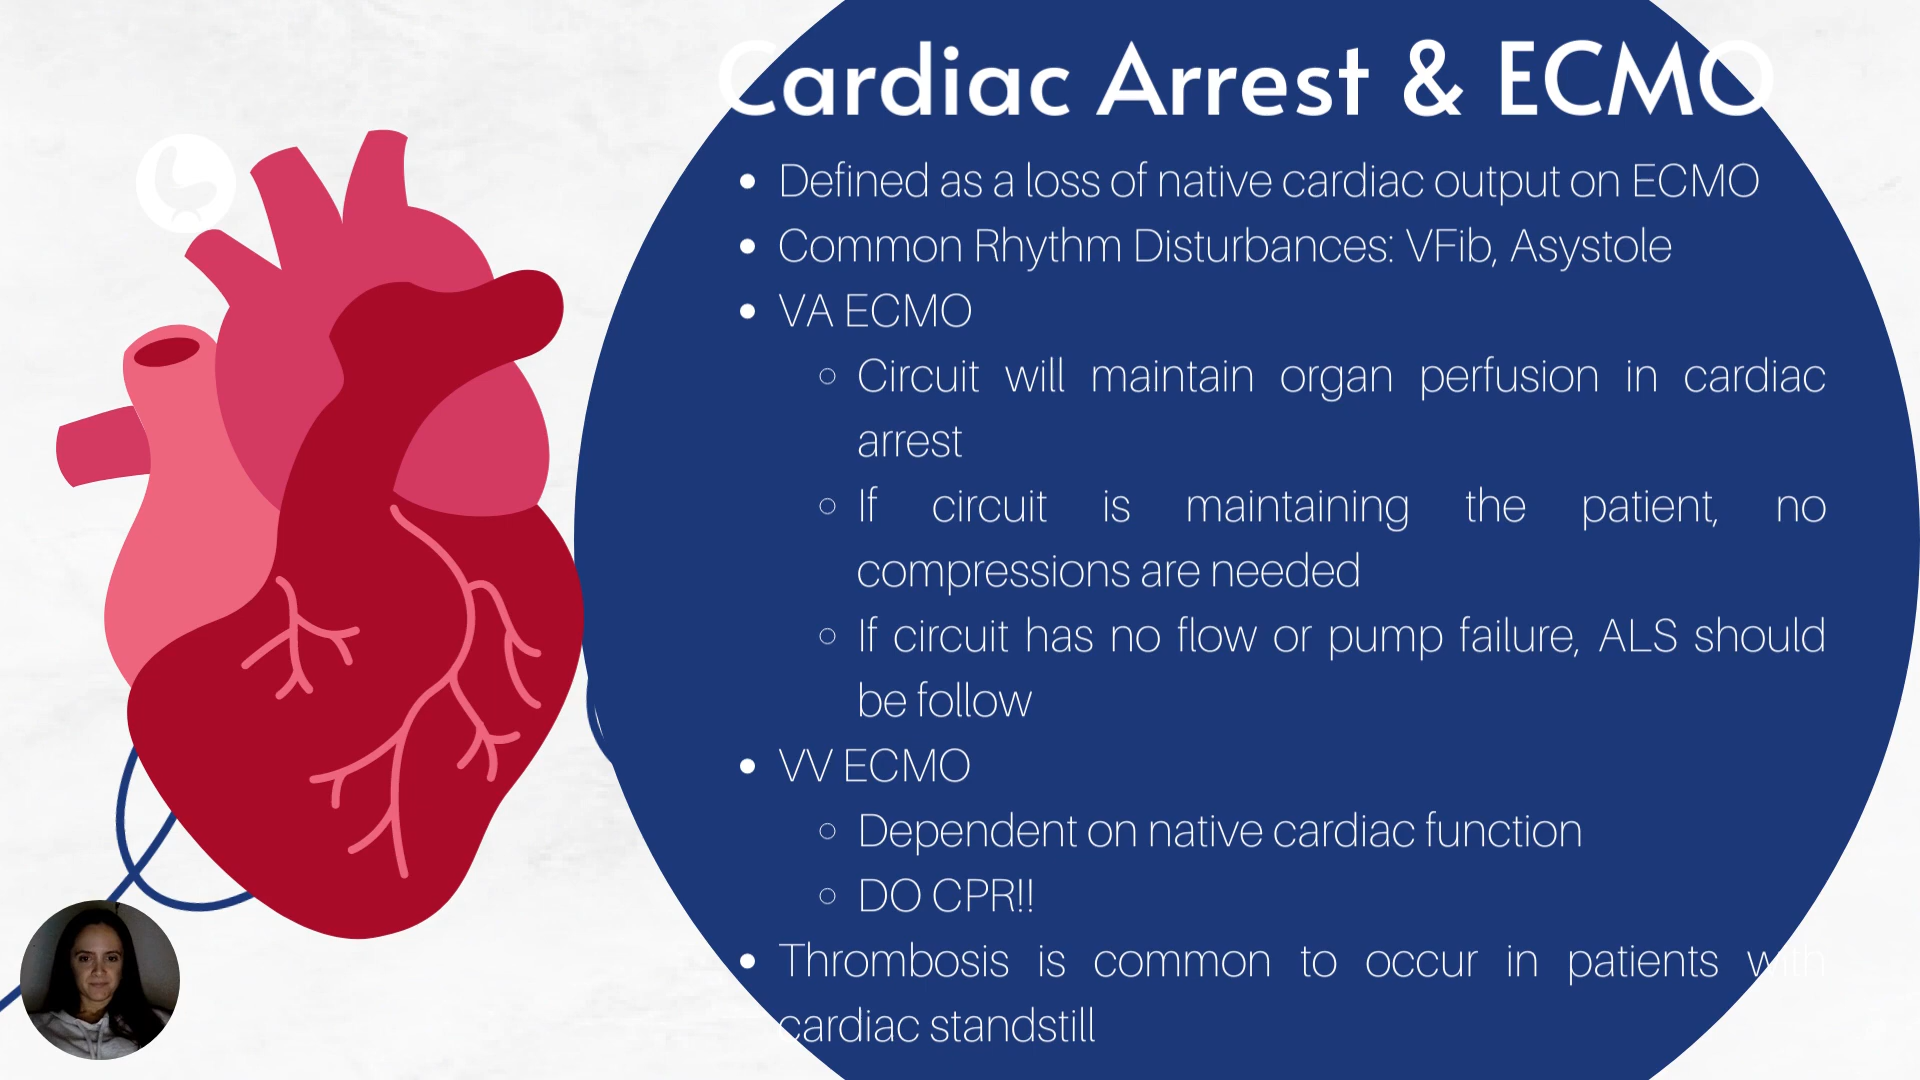 Cardiac Arrest & ECMO
• Defined as a loss of native cardiac output on ECMO
• Common Rhythm Disturbances: VFib, Asystole
• VA ECMO
◦ Circuit will maintain organ perfusion in cardiac
arrest
◦ If circuit is maintaining the patient, no
compressions are needed
◦ If circuit has no flow or pump failure, ALS should
be follow
• VV ECMO
◦ Dependent on native cardiac function
◦ DO CPR!!
• Thrombosis is common to occur in patients with
cardiac standstill